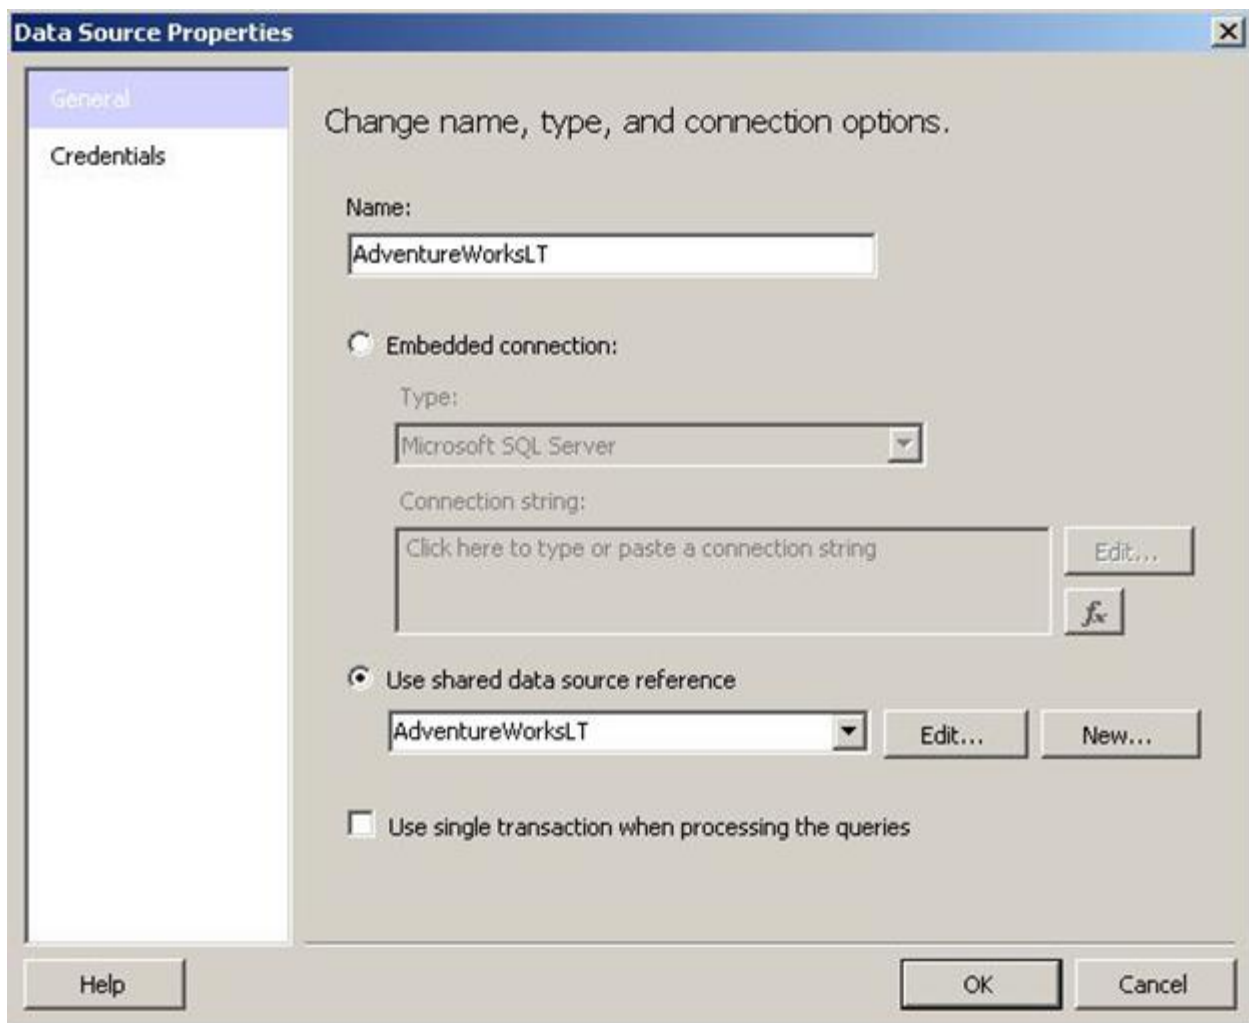 Data Source Properties
General
Credentials
Change name, type, and connection options.
Name:
AdventureWorksLT
Embedded connection:
Type:
Microsoft SQL Server
Connection string:
Click here to type or paste a connection string
Edit...
fx
Use shared data source reference
AdventureWorksLT
Edit...
New...
Use single transaction when processing the queries
Help
OK
Cancel